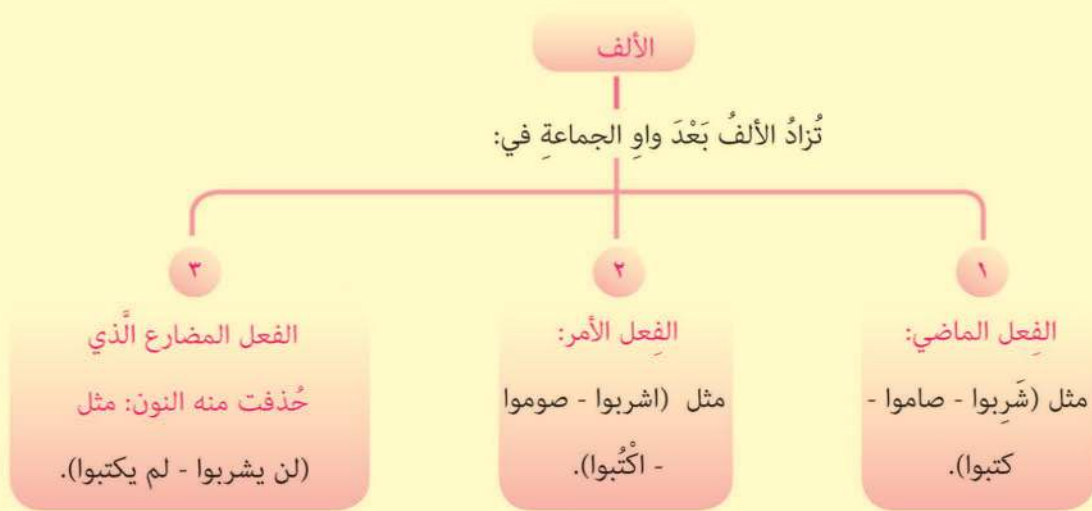 الألف
تُزادُ الألفُ بَعْدَ واوِ الجماعةِ في:
١
الفِعل الماضي:
مثل (شَرِبوا - صاموا -
كتبوا).
٢
الفِعل الأمر:
مثل (اشربوا - صوموا
- اكْتُبوا).
٣
الفعل المضارع الَّذي
حُذفت منه النون: مثل
(لن يشربوا - لم يكتبوا).